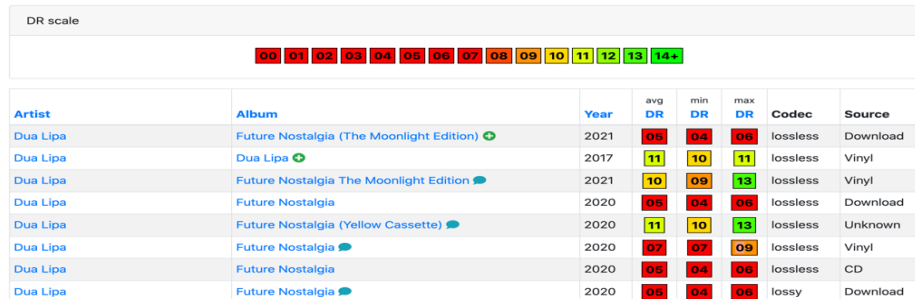 DR scale
00 01 02 03 04 05 06 07 08 09 10 11 12 13 14+
avg min max
Artist Album Year DR DR DR Codec Source
Dua Lipa Future Nostalgia (The Moonlight Edition) 2021 05 04 06 lossless Download
Dua Lipa Dua Lipa 2017 11 10 11 lossless Vinyl
Dua Lipa Future Nostalgia The Moonlight Edition 2021 10 09 13 lossless Vinyl
Dua Lipa Future Nostalgia 2020 05 04 06 lossless Download
Dua Lipa Future Nostalgia (Yellow Cassette) 2020 11 10 13 lossless Unknown
Dua Lipa Future Nostalgia 2020 07 07 09 lossless Vinyl
Dua Lipa Future Nostalgia 2020 05 04 06 lossless CD
Dua Lipa Future Nostalgia 2020 05 04 06 lossy Download